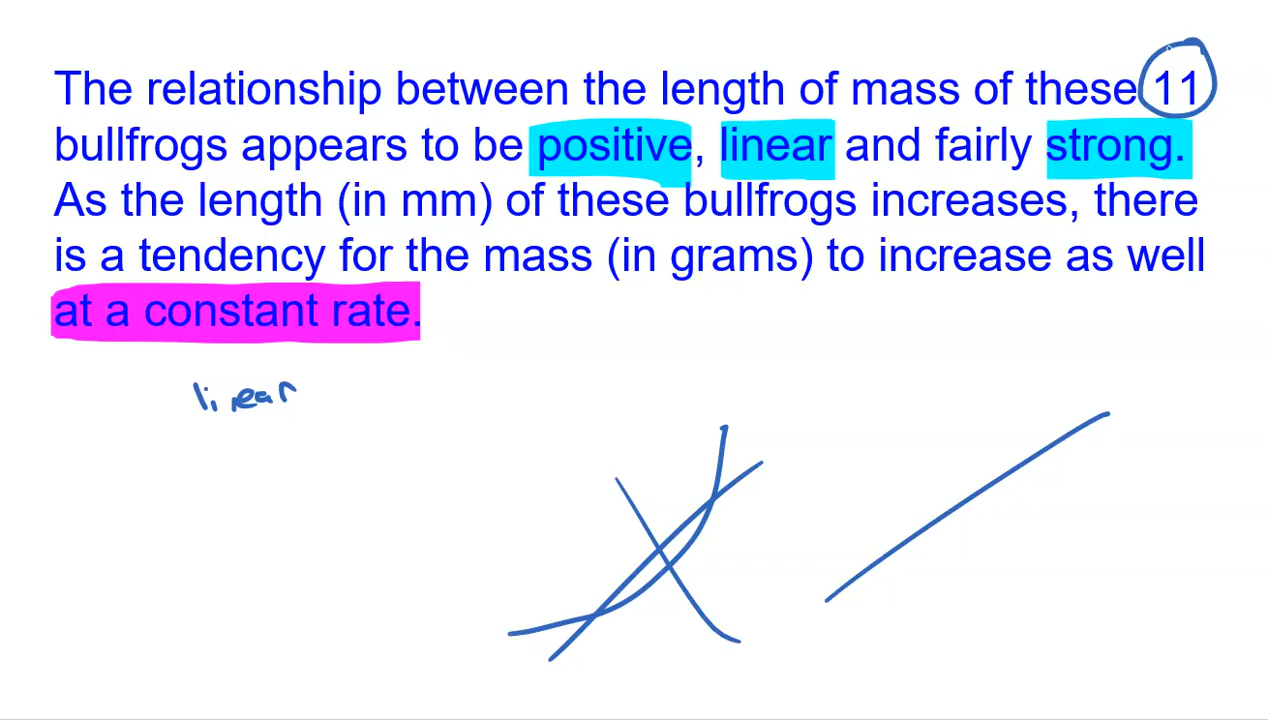 The relationship between the length of mass of these 11
bullfrogs appears to be positive, linear and fairly strong.
As the length (in mm) of these bullfrogs increases, there
is a tendency for the mass (in grams) to increase as well
at a constant rate.
linear